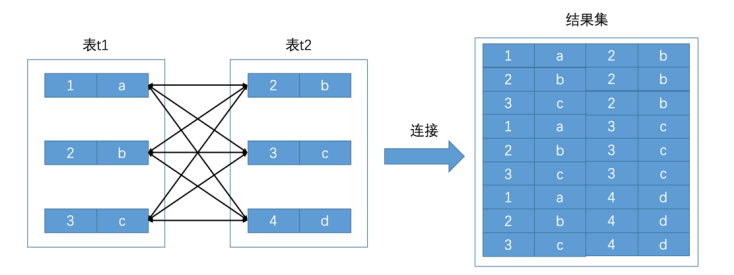 结果集
表t1
表t2
1 a
2 b
3 c
2 b
3 c
4 d
连接
1 a 2 b
2 b 2 b
3 c 2 b
1 a 3 c
2 b 3 c
3 c 3 c
1 a 4 d
2 b 4 d
3 c 4 d